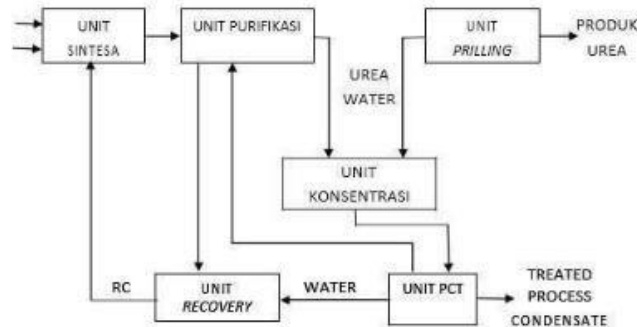 UNIT
SINTESA
UNIT PURIFIKASI
UNIT
PRILLING
PRODUK
UREA
UREA
WATER
UNIT
KONSENTRASI
RC
UNIT
RECOVERY
WATER
UNIT PCT
TREATED
PROCESS
CONDENSATE